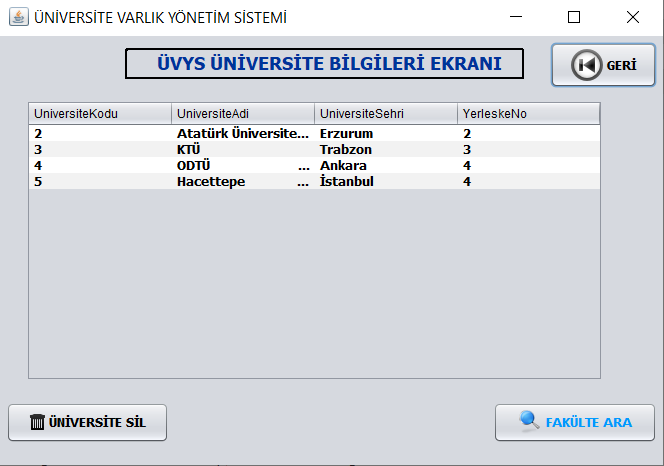 ÜNİVERSİTE VARLIK YÖNETİM SİSTEMİ
ÜVYS ÜNİVERSİTE BİLGİLERİ EKRANI
GERİ
UniversiteKodu UniversiteAdi UniversiteSehri YerleskeNo
2 Atatürk Üniversite... Erzurum 2
3 KTÜ Trabzon 3
4 ODTÜ ... Ankara 4
5 Hacettepe ... İstanbul 4
ÜNİVERSİTE SİL
FAKÜLTE ARA